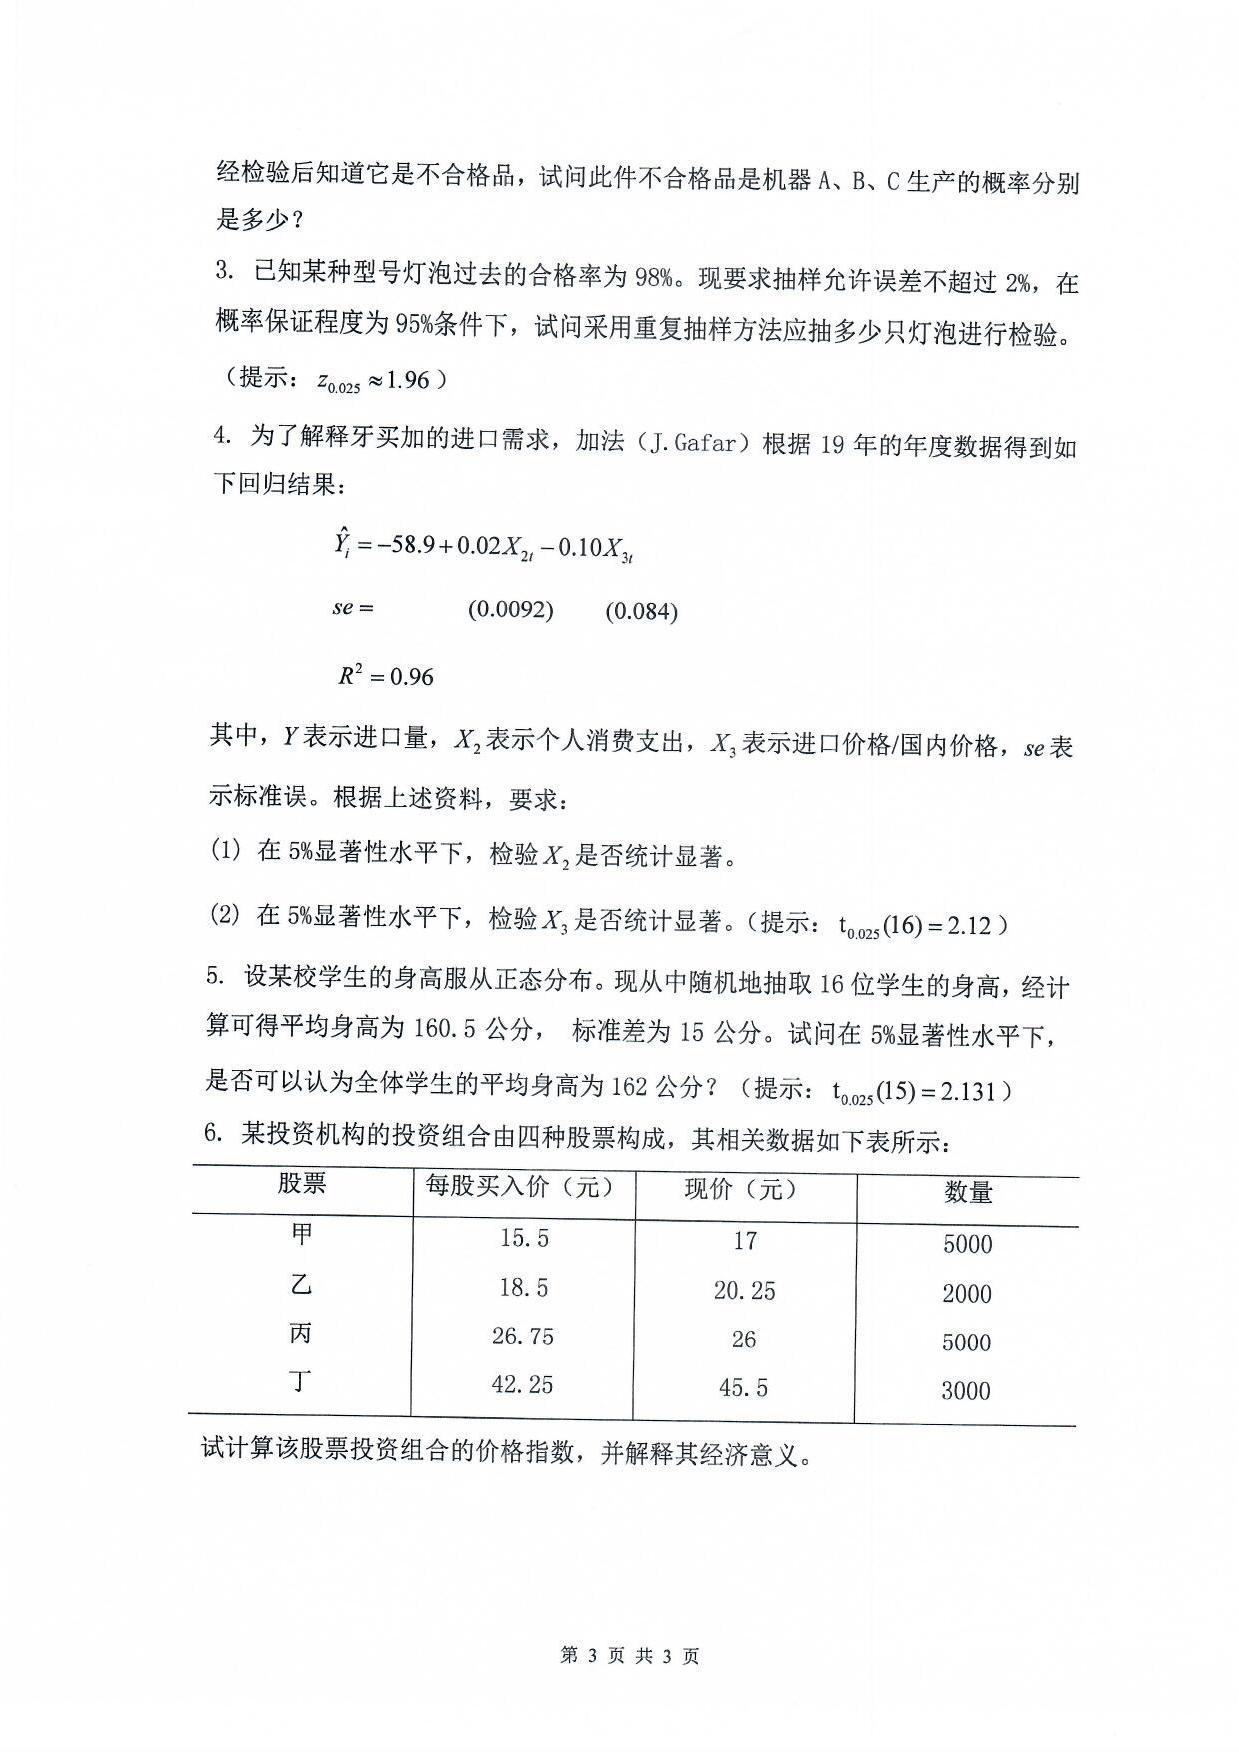 经检验后知道它是不合格品，试问此件不合格品是机器 A、B、C 生产的概率分别
是多少？
3. 已知某种型号灯泡过去的合格率为 98%。现要求抽样允许误差不超过 2%，在
概率保证程度为 95%条件下，试问采用重复抽样方法应抽多少只灯泡进行检验。
（提示：z₀.₀₂₅ ≈1.96）
4. 为了解释牙买加的进口需求，加法（J.Gafar）根据 19 年的年度数据得到如
下回归结果：
Ŷᵢ = −58.9 + 0.02X₂ₜ − 0.10X₃ₜ
se = (0.0092) (0.084)
R² = 0.96
其中，Y 表示进口量，X₂ 表示个人消费支出，X₃ 表示进口价格/国内价格，se 表
示标准误。根据上述资料，要求：
(1) 在 5%显著性水平下，检验 X₂ 是否统计显著。
(2) 在 5%显著性水平下，检验 X₃ 是否统计显著。（提示：t₀.₀₂₅(16) = 2.12）
5. 设某校学生的身高服从正态分布。现从中随机地抽取 16 位学生的身高，经计
算可得平均身高为 160.5 公分， 标准差为 15 公分。试问在 5%显著性水平下，
是否可以认为全体学生的平均身高为 162 公分？（提示：t₀.₀₂₅(15) = 2.131）
6. 某投资机构的投资组合由四种股票构成，其相关数据如下表所示：
股票 每股买入价（元） 现价（元） 数量
甲 15.5 17 5000
乙 18.5 20.25 2000
丙 26.75 26 5000
丁 42.25 45.5 3000
试计算该股票投资组合的价格指数，并解释其经济意义。
第 3 页 共 3 页